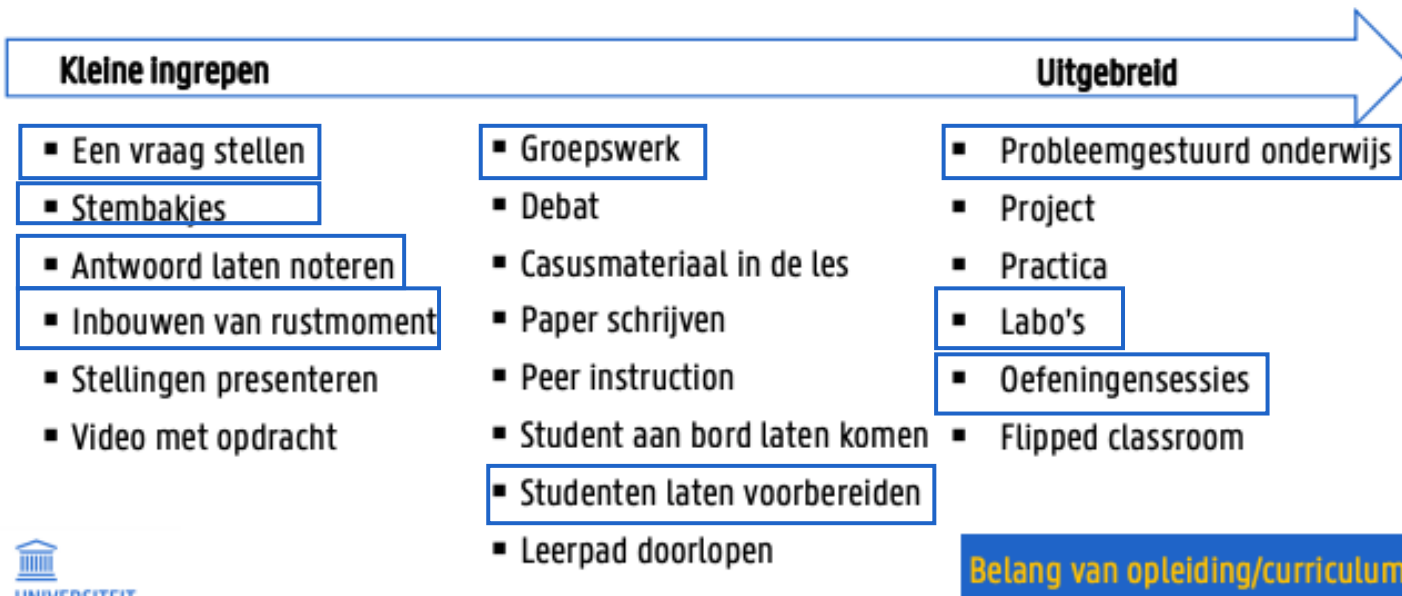 Kleine ingrepen
Uitgebreid
▪ Een vraag stellen
▪ Stembakjes
▪ Antwoord laten noteren
▪ Inbouwen van rustmoment
▪ Stellingen presenteren
▪ Video met opdracht
▪ Groepswerk
▪ Debat
▪ Casusmateriaal in de les
▪ Paper schrijven
▪ Peer instruction
▪ Student aan bord laten komen
▪ Studenten laten voorbereiden
▪ Leerpad doorlopen
▪ Probleemgestuurd onderwijs
▪ Project
▪ Practica
▪ Labo's
▪ Oefeningensessies
▪ Flipped classroom
Belang van opleiding/curriculum
UNIVERSITEIT